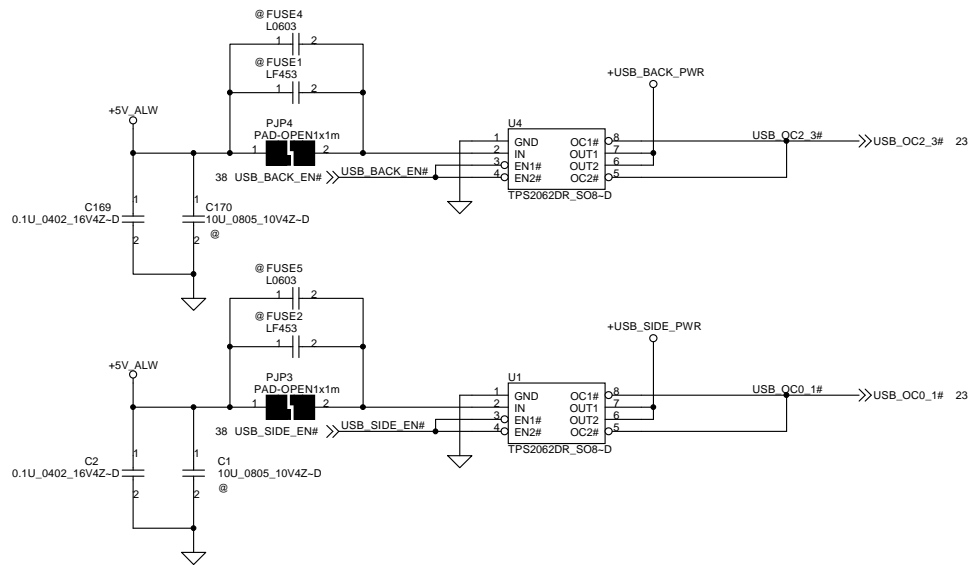 @ FUSE4
L0603
1 2
@ FUSE1
LF453
1 2
+USB_BACK_PWR
+5V_ALW
PJP4
PAD-OPEN1x1m
1 2
U4
1 GND OC1# 8
2 IN OUT1 7
3 EN1# OUT2 6
4 EN2# OC2# 5
TPS2062DR_SO8~D
USB_OC2_3#
USB_OC2_3# 23
38 USB_BACK_EN#
USB_BACK_EN#
1
C169
0.1U_0402_16V4Z~D
2
1
C170
10U_0805_10V4Z~D
2
@
@ FUSE5
L0603
1 2
@ FUSE2
LF453
1 2
+USB_SIDE_PWR
+5V_ALW
PJP3
PAD-OPEN1x1m
1 2
U1
1 GND OC1# 8
2 IN OUT1 7
3 EN1# OUT2 6
4 EN2# OC2# 5
TPS2062DR_SO8~D
USB_OC0_1#
USB_OC0_1# 23
38 USB_SIDE_EN#
USB_SIDE_EN#
1
C2
0.1U_0402_16V4Z~D
2
1
C1
10U_0805_10V4Z~D
2
@